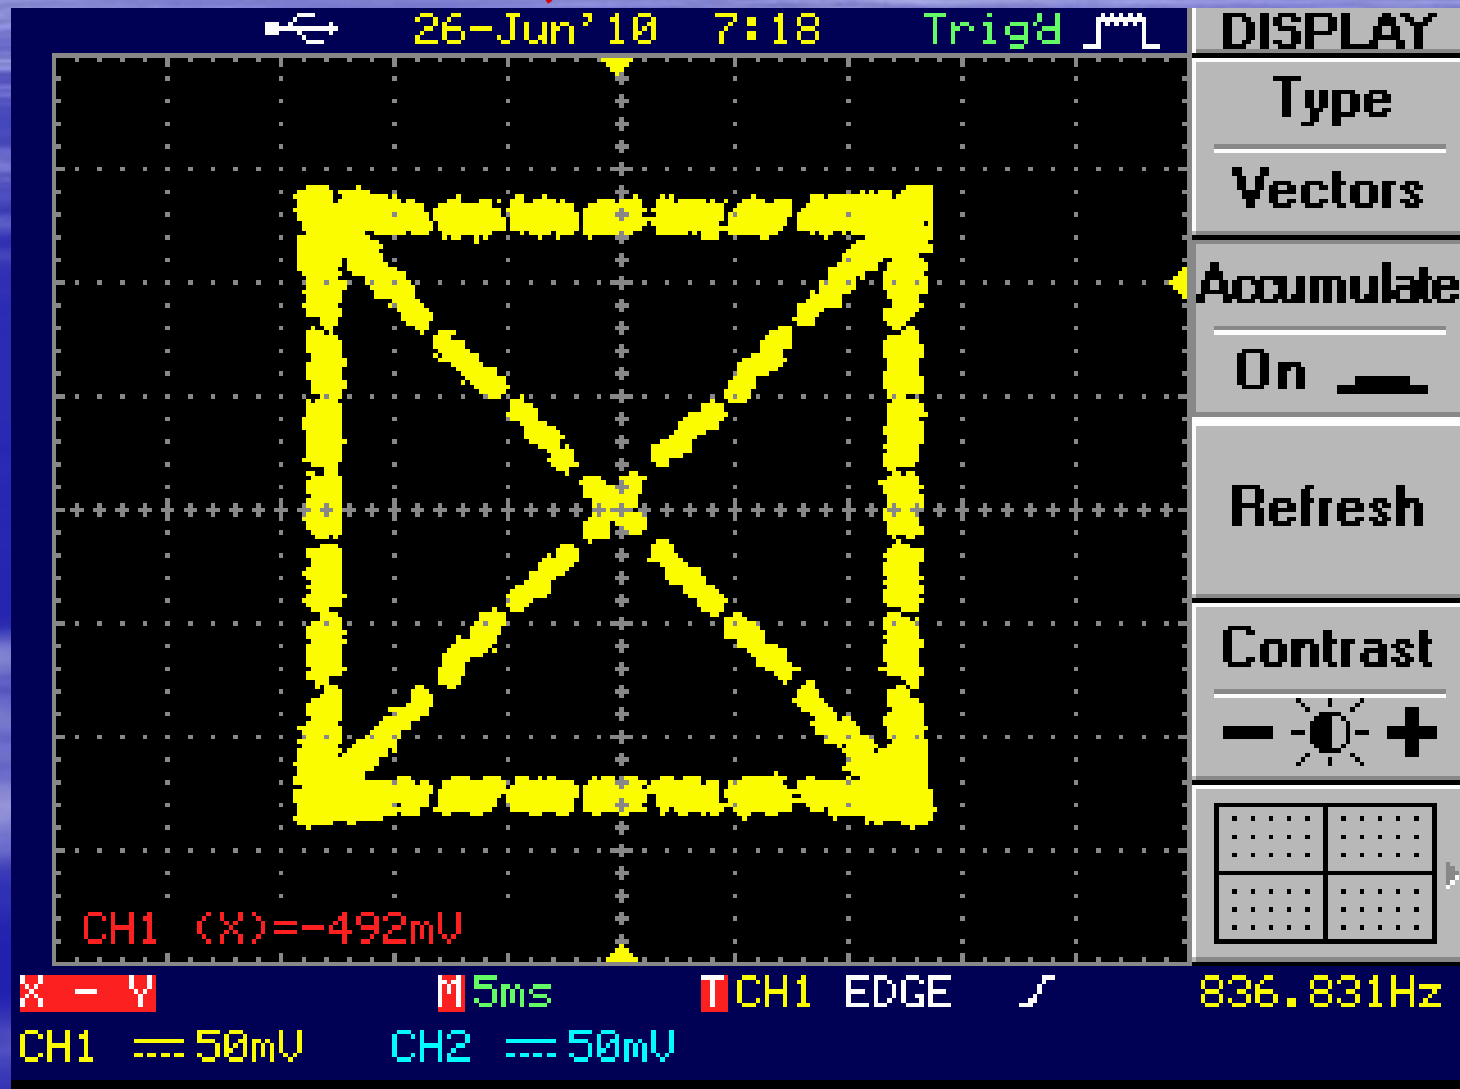 26-Jun'10 7:18 Trig'd DISPLAY
Type
Vectors
Accumulate
On
Refresh
Contrast
CH1 (X)=-492mV
X - Y M 5ms T CH1 EDGE 836.831Hz
CH1 50mV CH2 50mV